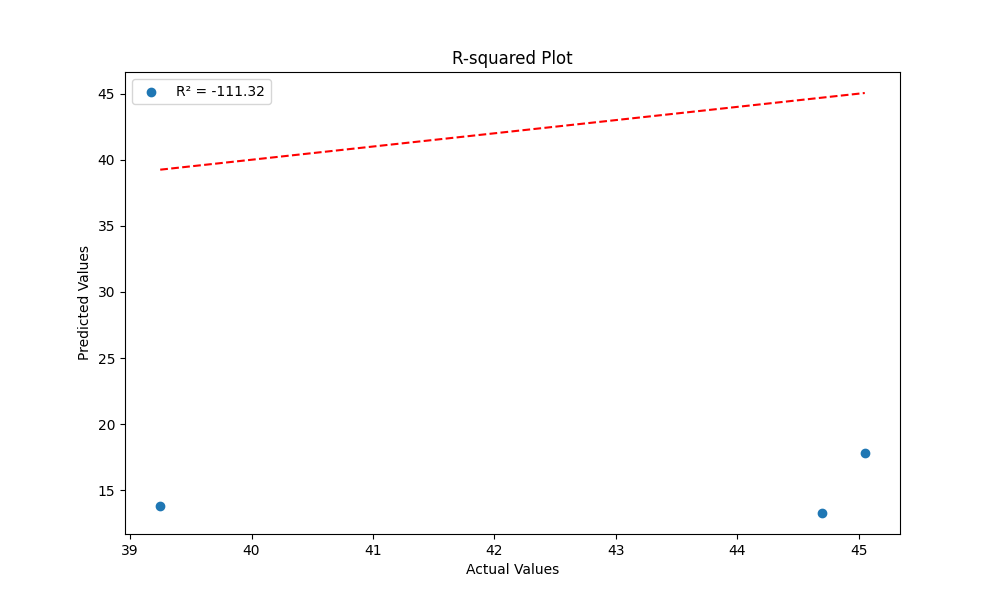 R-squared Plot
R² = -111.32
Predicted Values
45
40
35
30
25
20
15
39 40 41 42 43 44 45
Actual Values